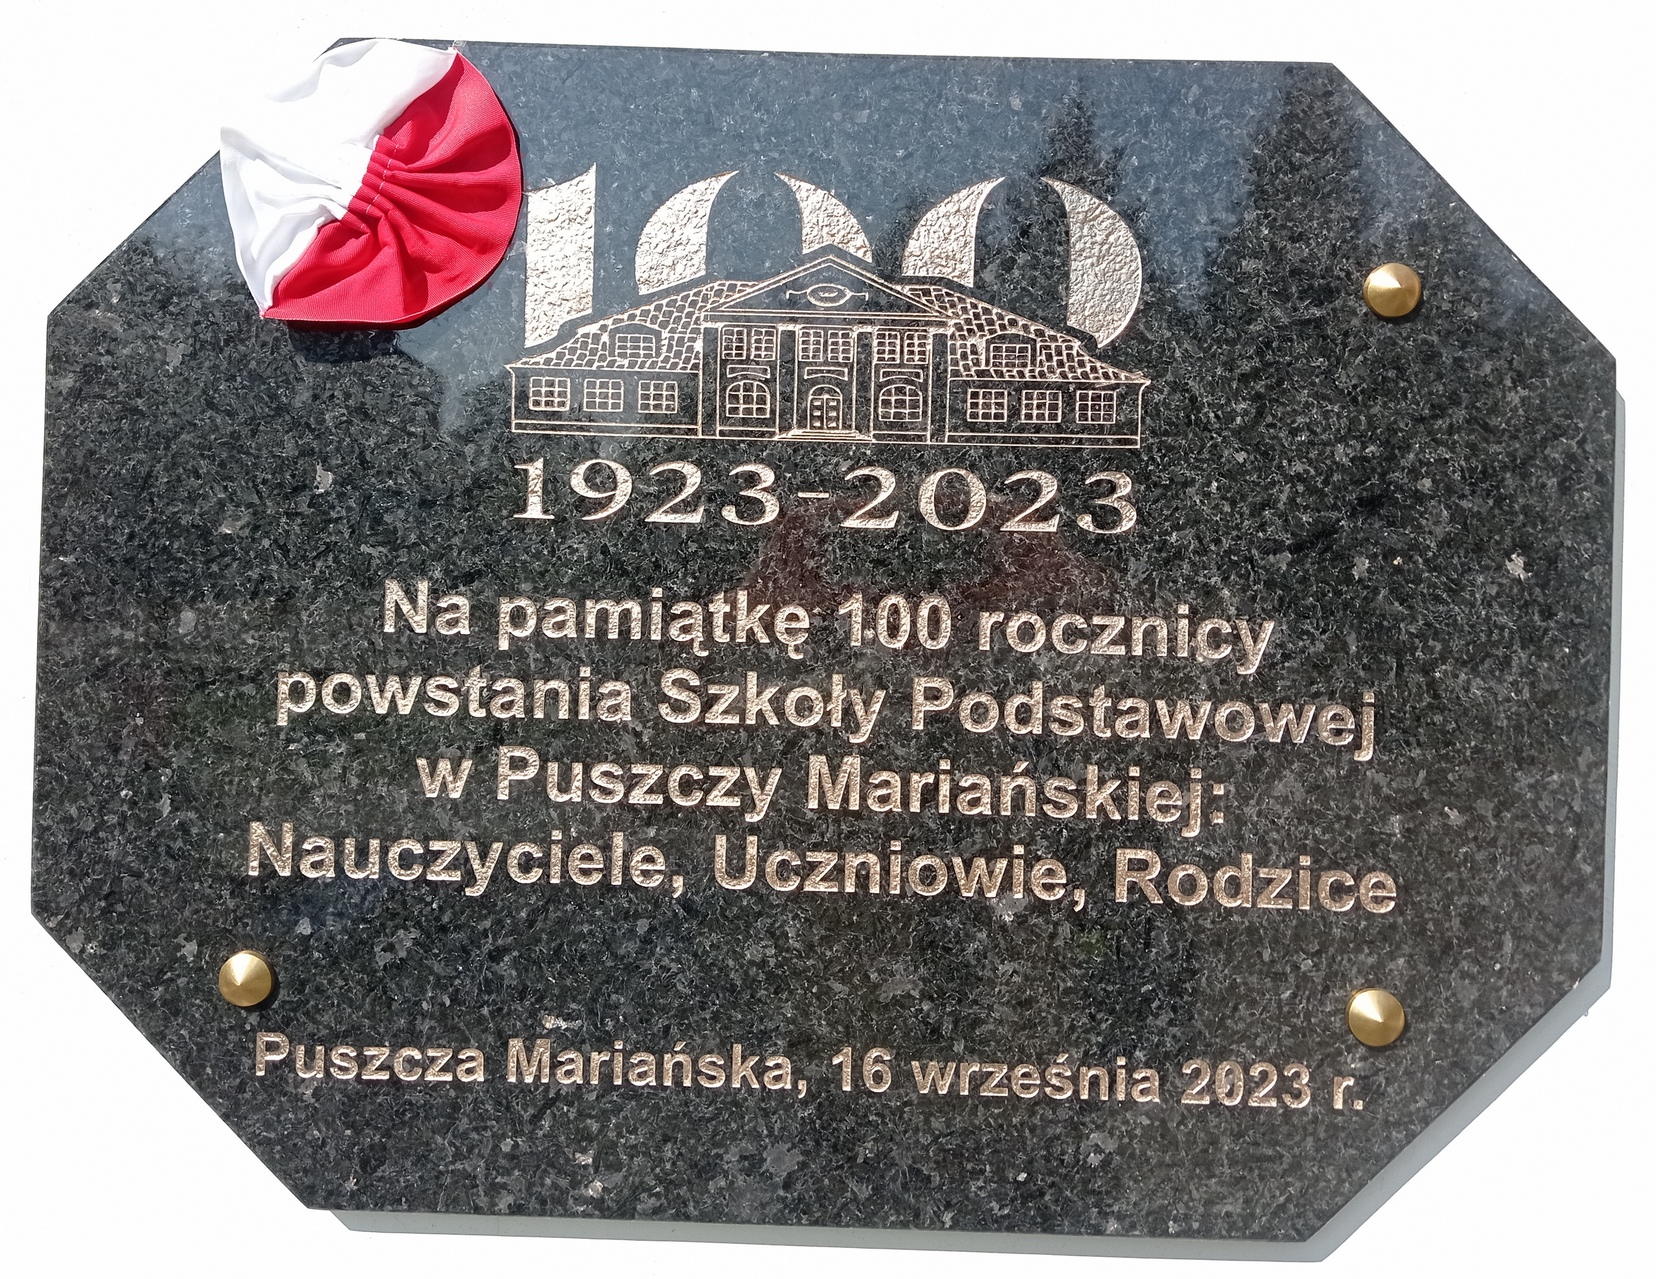 100
1923-2023
Na pamiątkę 100 rocznicy
powstania Szkoły Podstawowej
w Puszczy Mariańskiej:
Nauczyciele, Uczniowie, Rodzice
Puszcza Mariańska, 16 września 2023 r.